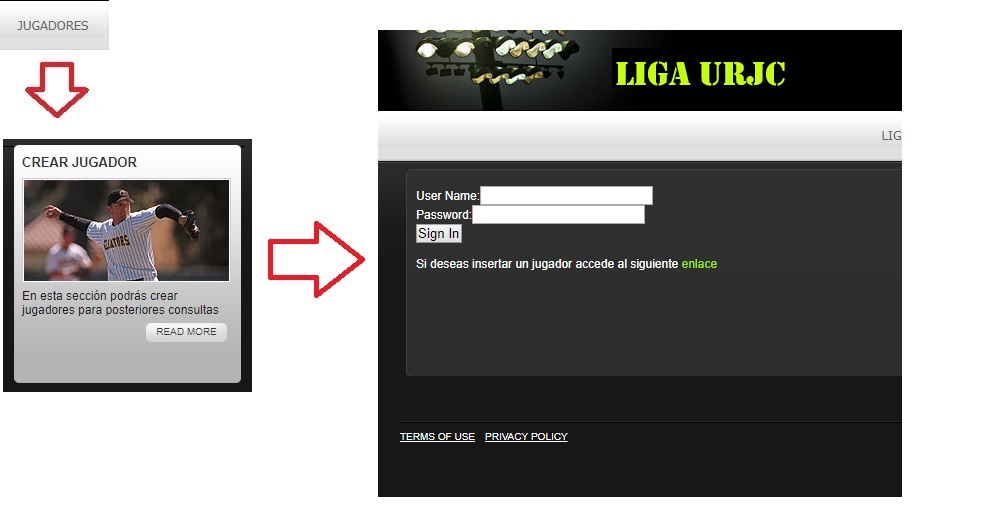 JUGADORES
CREAR JUGADOR
En esta sección podrás crear
jugadores para posteriores consultas
READ MORE
LIGA URJC
LIG
User Name:
Password:
Sign In
Si deseas insertar un jugador accede al siguiente enlace
TERMS OF USE PRIVACY POLICY